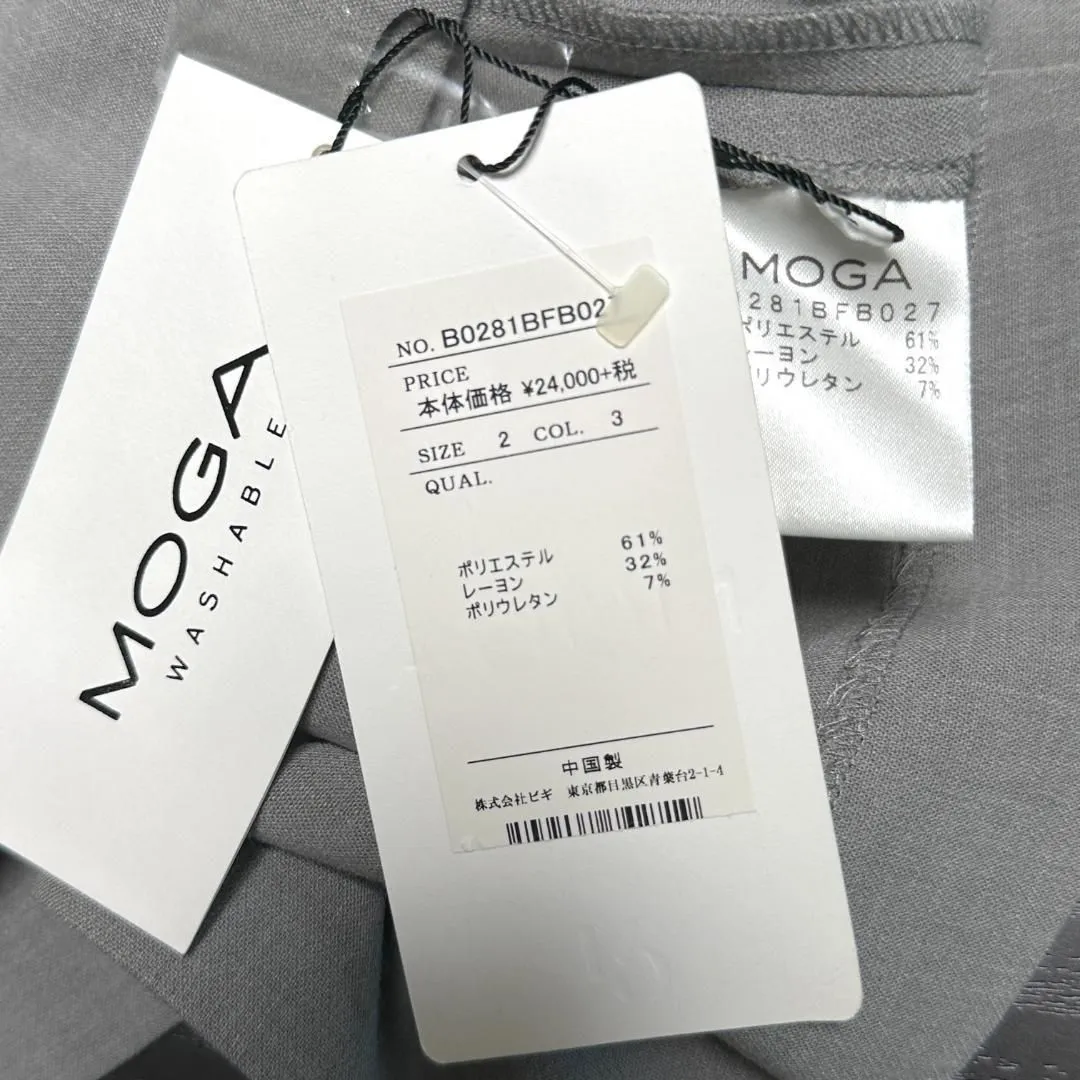 MOGA
WASHABLE
NO. B0281BFB02
PRICE
本体価格 ¥24,000+税
SIZE 2 COL. 3
QUAL.
ポリエステル 61%
レーヨン 32%
ポリウレタン 7%
中国製
株式会社ビギ 東京都目黒区青葉台2-1-4
MOGA
281BFB027
ポリエステル 61%
レーヨン 32%
リウレタン 7%